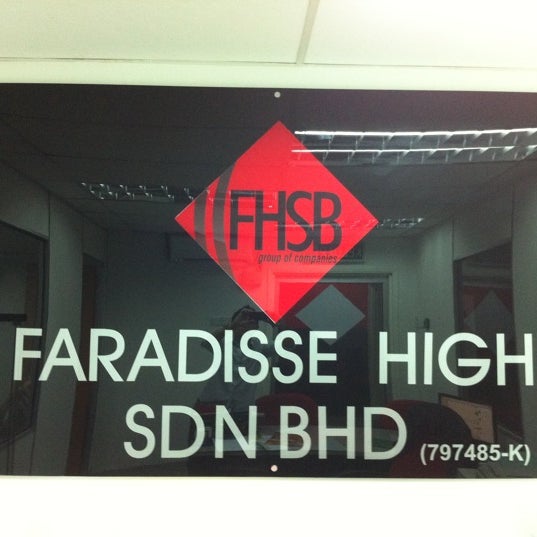 FHSB
group of companies
FARADISSE HIGH
SDN BHD (797485-K)